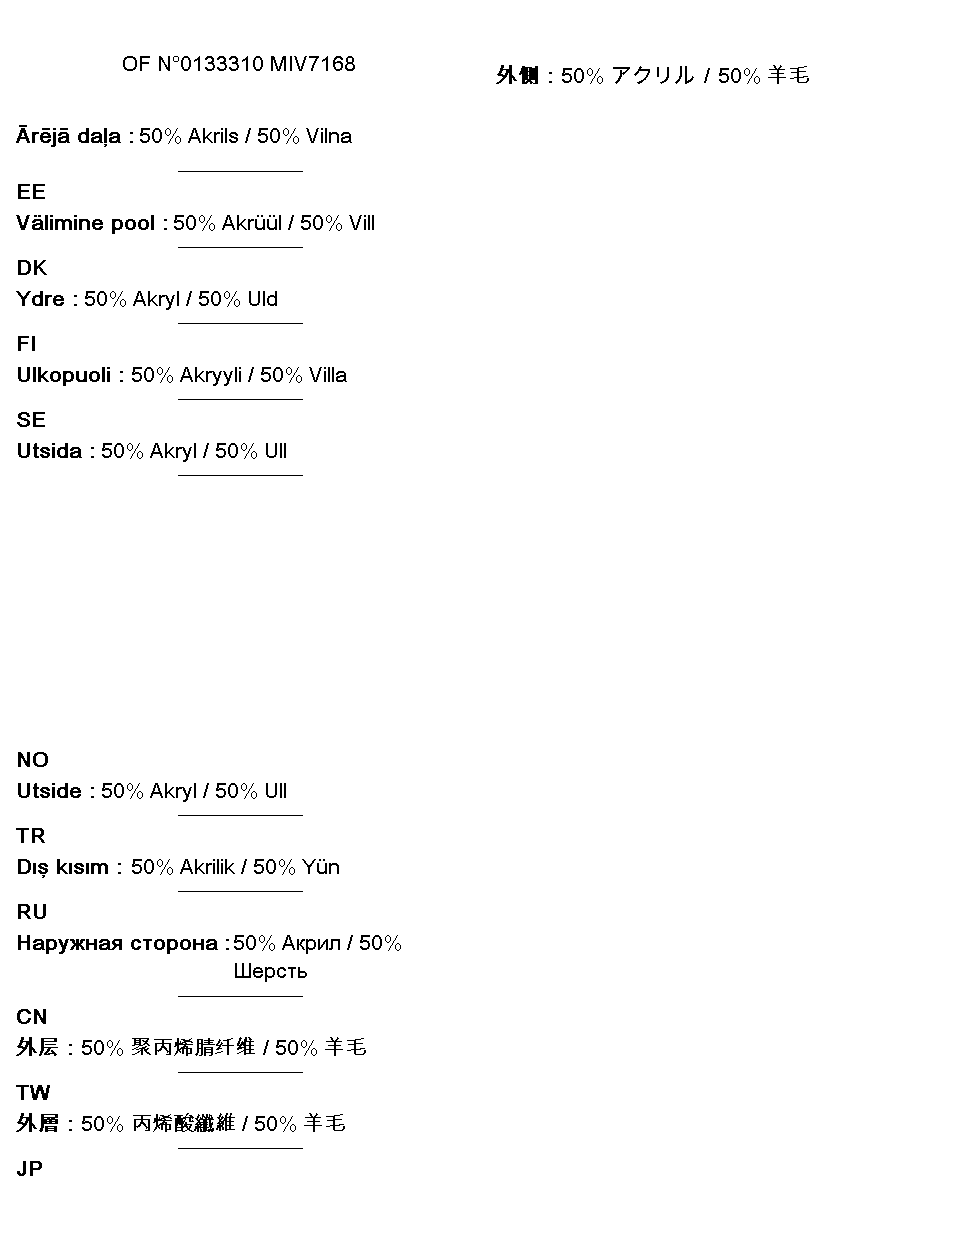 OF N°0133310 MIV7168
Ārējā daļa : 50% Akrils / 50% Vilna
EE
Välimine pool : 50% Akrüül / 50% Vill
DK
Ydre : 50% Akryl / 50% Uld
FI
Ulkopuoli : 50% Akryyli / 50% Villa
SE
Utsida : 50% Akryl / 50% Ull
NO
Utside : 50% Akryl / 50% Ull
TR
Dış kısım : 50% Akrilik / 50% Yün
RU
Наружная сторона : 50% Акрил / 50%
Шерсть
CN
外层 : 50% 聚丙烯腈纤维 / 50% 羊毛
TW
外層 : 50% 丙烯酸纖維 / 50% 羊毛
JP
外側 : 50% アクリル / 50% 羊毛